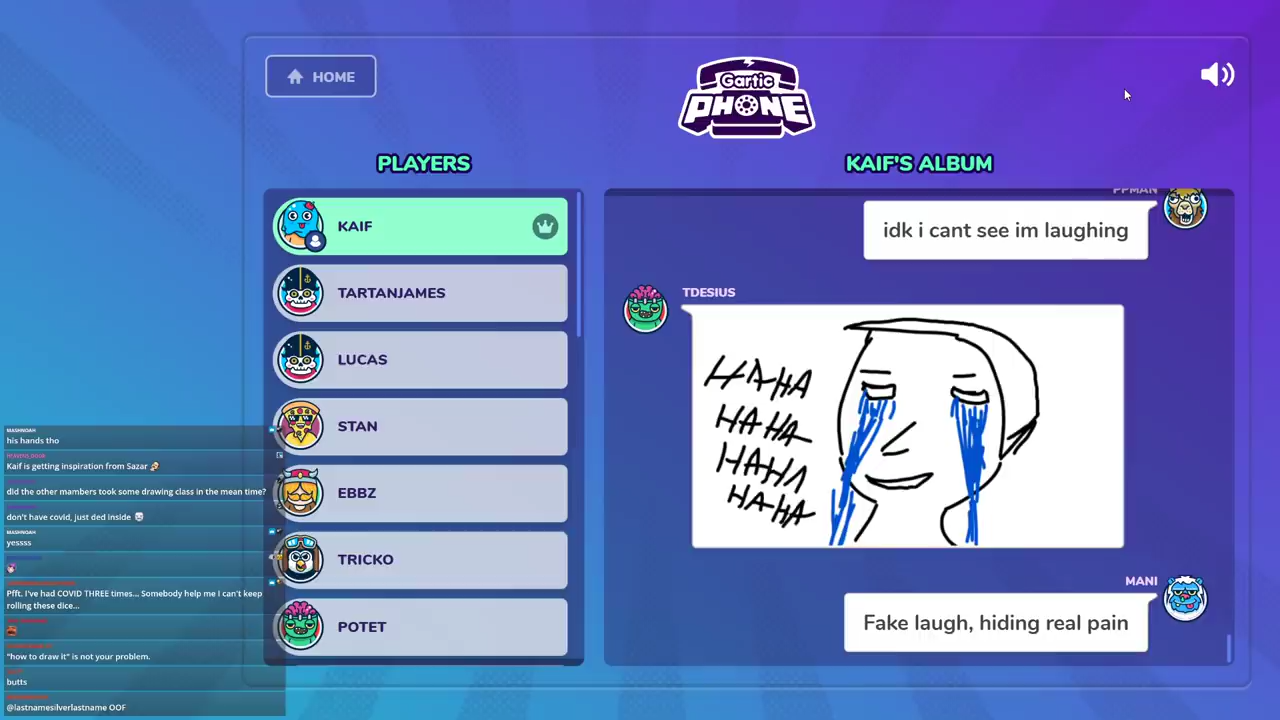 HOME
Gartic
PHONE
PLAYERS
KAIF'S ALBUM
KAIF
TARTANJAMES
LUCAS
STAN
EBBZ
TRICKO
POTET
PPMAN
idk i cant see im laughing
TDESIUS
HAHA
HAHA
HAHA
HAHA
MANI
Fake laugh, hiding real pain
MASHNOAH
his hands tho
Kaif is getting inspiration from Sazar
did the other mambers took some drawing class in the mean time?
don't have covid, just ded inside
MASHNOAH
yessss
Pfft. I've had COVID THREE times... Somebody help me I can't keep
rolling these dice...
"how to draw it" is not your problem.
butts
@lastnamesilverlastname OOF